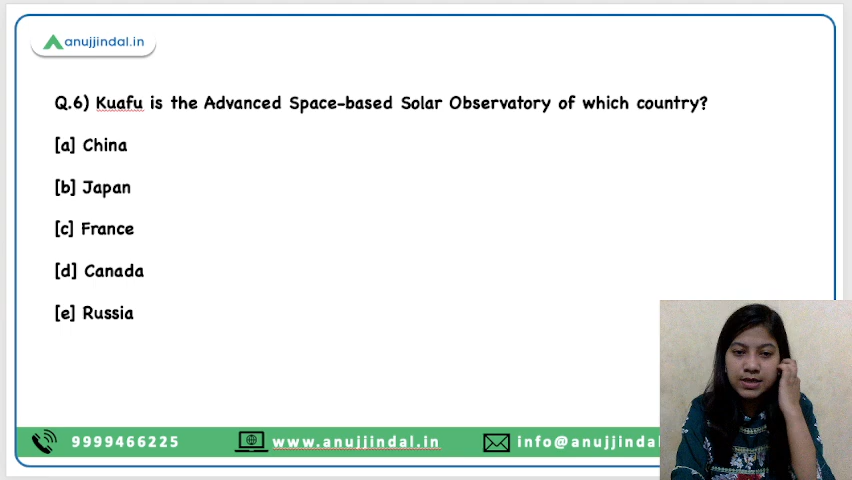 anujjindal.in
Q.6) Kuafu is the Advanced Space-based Solar Observatory of which country?
[a] China
[b] Japan
[c] France
[d] Canada
[e] Russia
9999466225 www.anujjindal.in info@anujjindal